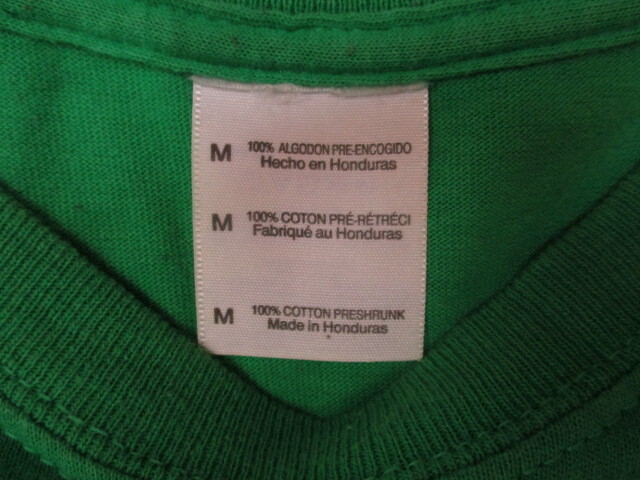 M 100% ALGODON PRE-ENCOGIDO
Hecho en Honduras
M 100% COTON PRÉ-RÉTRÉCI
Fabriqué au Honduras
M 100% COTTON PRESHRUNK
Made in Honduras